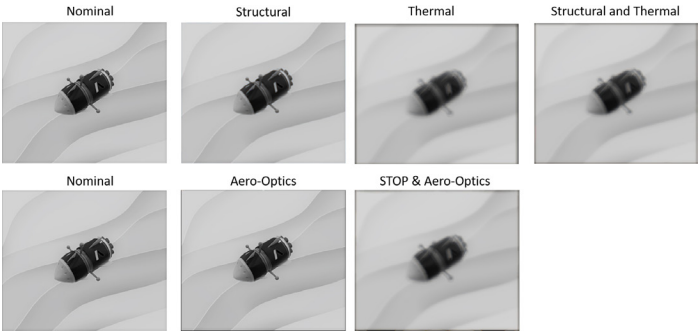 Nominal Structural Thermal Structural and Thermal
Nominal Aero-Optics STOP & Aero-Optics